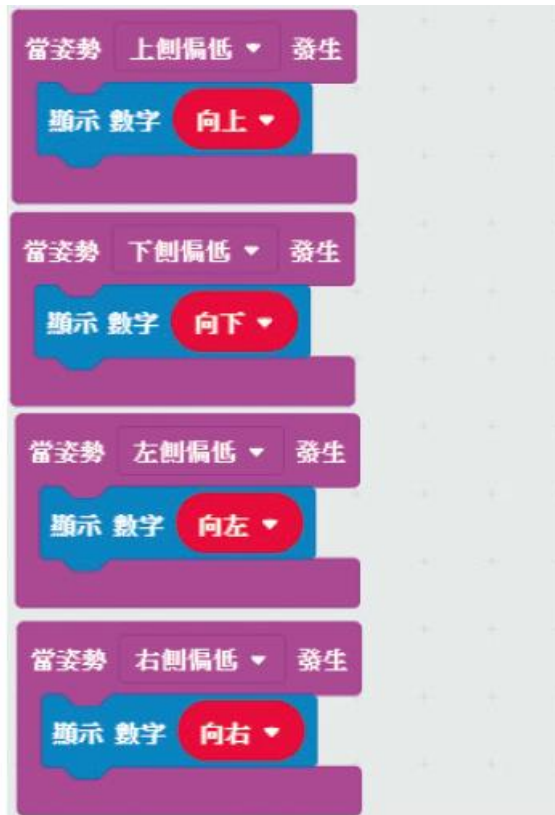 當姿勢 上側偏低 發生
顯示 數字 向上
當姿勢 下側偏低 發生
顯示 數字 向下
當姿勢 左側偏低 發生
顯示 數字 向左
當姿勢 右側偏低 發生
顯示 數字 向右